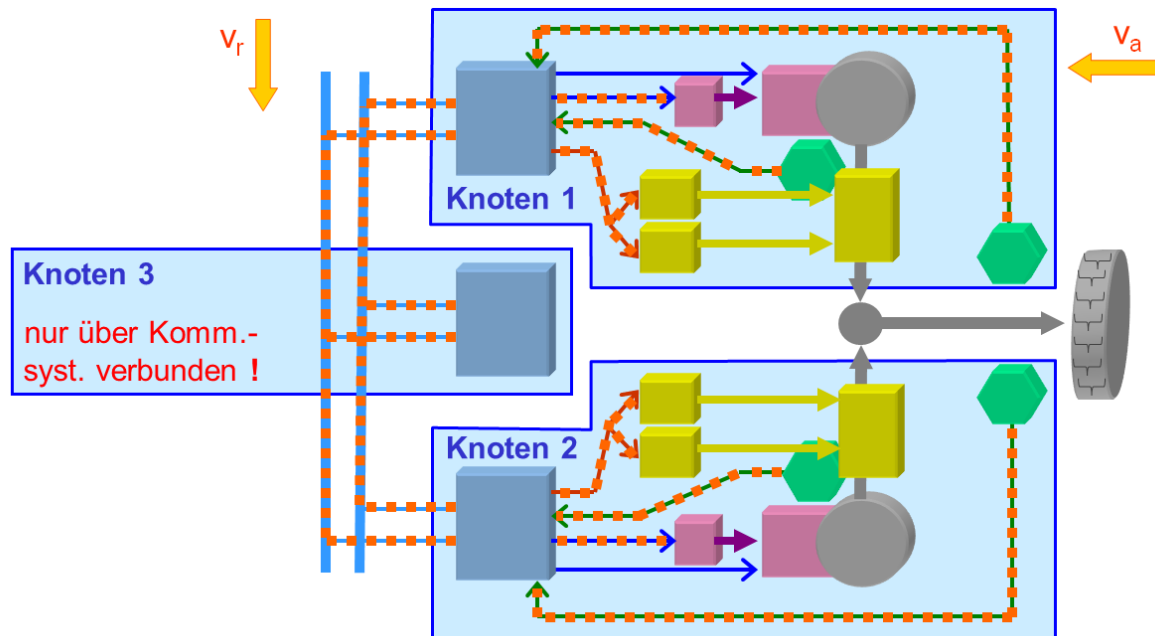 v_r
v_a
Knoten 1
Knoten 3
nur über Komm.-
syst. verbunden !
Knoten 2